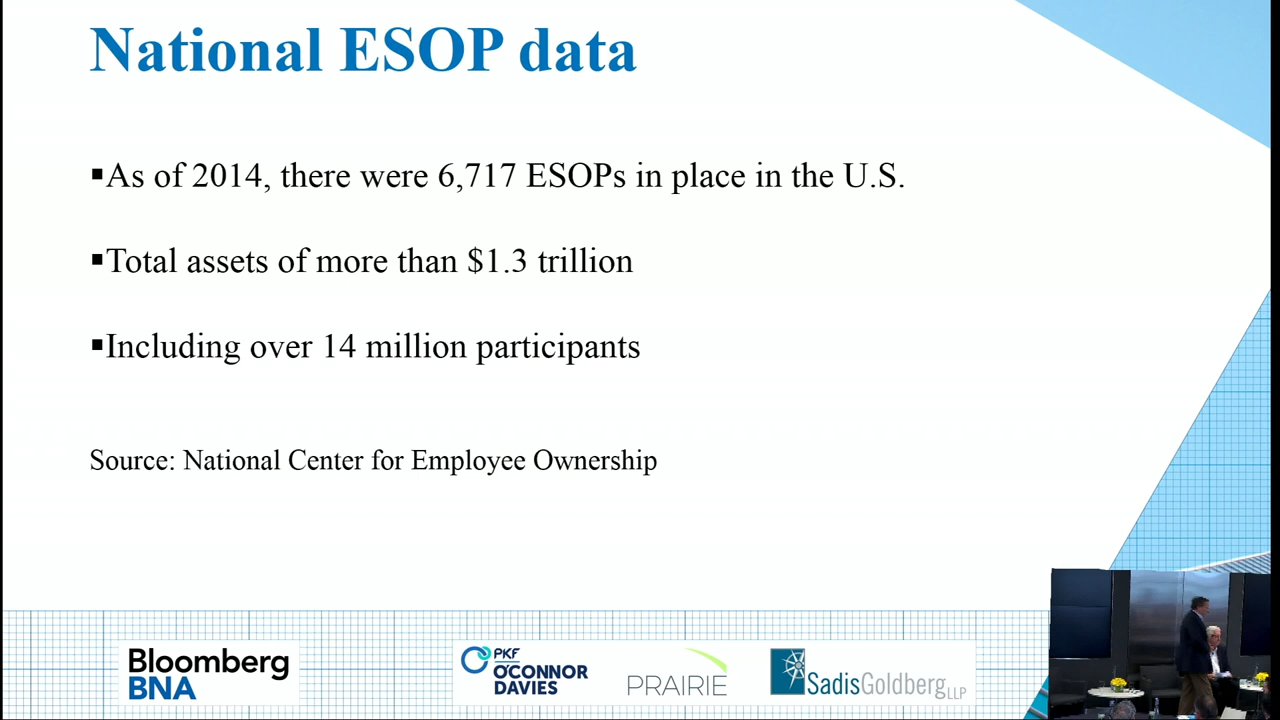 National ESOP data
▪As of 2014, there were 6,717 ESOPs in place in the U.S.
▪Total assets of more than $1.3 trillion
▪Including over 14 million participants
Source: National Center for Employee Ownership
Bloomberg
BNA
PKF
O'CONNOR
DAVIES
PRAIRIE
SadisGoldberg LLP